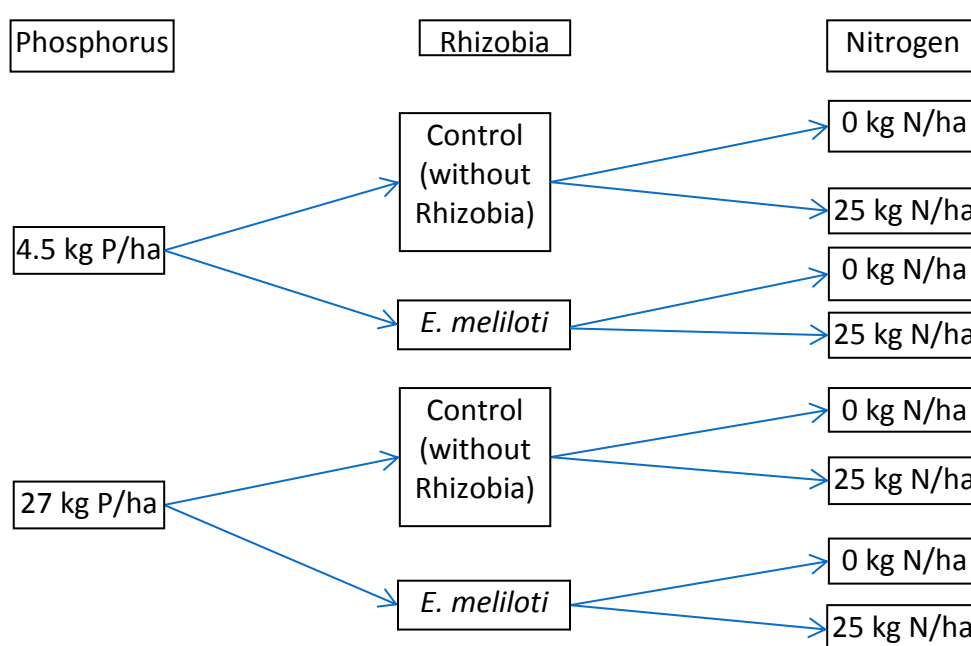 Phosphorus
Rhizobia
Nitrogen
4.5 kg P/ha
Control
(without
Rhizobia)
0 kg N/ha
25 kg N/ha
E. meliloti
0 kg N/ha
25 kg N/ha
27 kg P/ha
Control
(without
Rhizobia)
0 kg N/ha
25 kg N/ha
E. meliloti
0 kg N/ha
25 kg N/ha